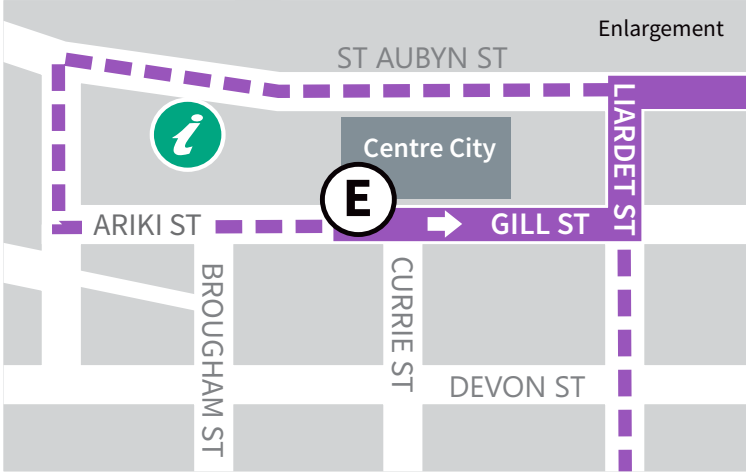 Enlargement
ST AUBYN ST
LIARDET ST
i
Centre City
E
ARIKI ST
GILL ST
BROUGHAM ST
CURRIE ST
DEVON ST